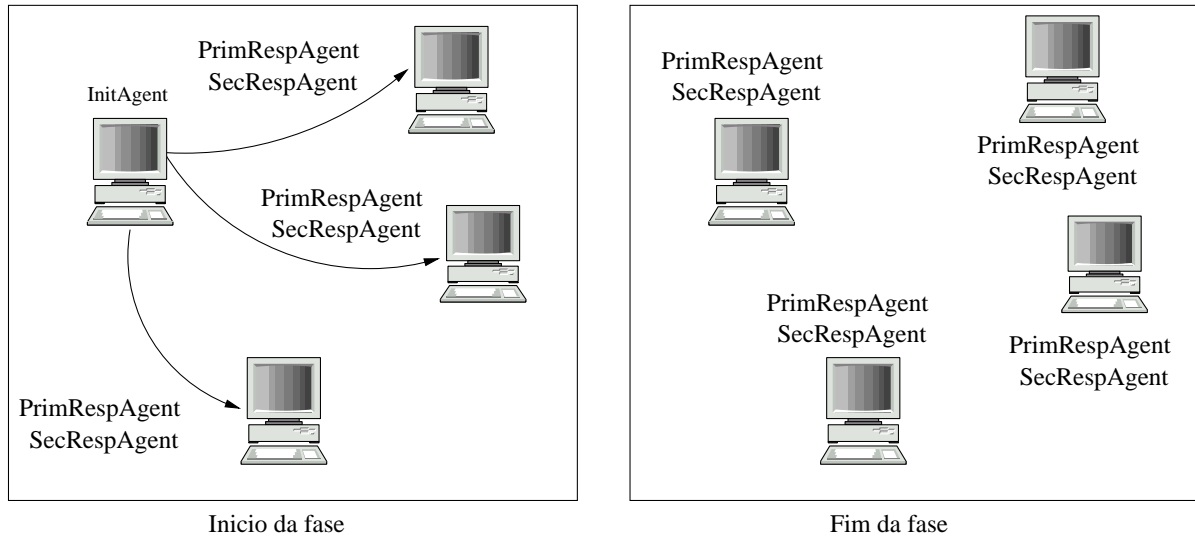 PrimRespAgent
SecRespAgent
InitAgent
PrimRespAgent
SecRespAgent
PrimRespAgent
SecRespAgent
Inicio da fase
PrimRespAgent
SecRespAgent
PrimRespAgent
SecRespAgent
PrimRespAgent
SecRespAgent
PrimRespAgent
SecRespAgent
Fim da fase